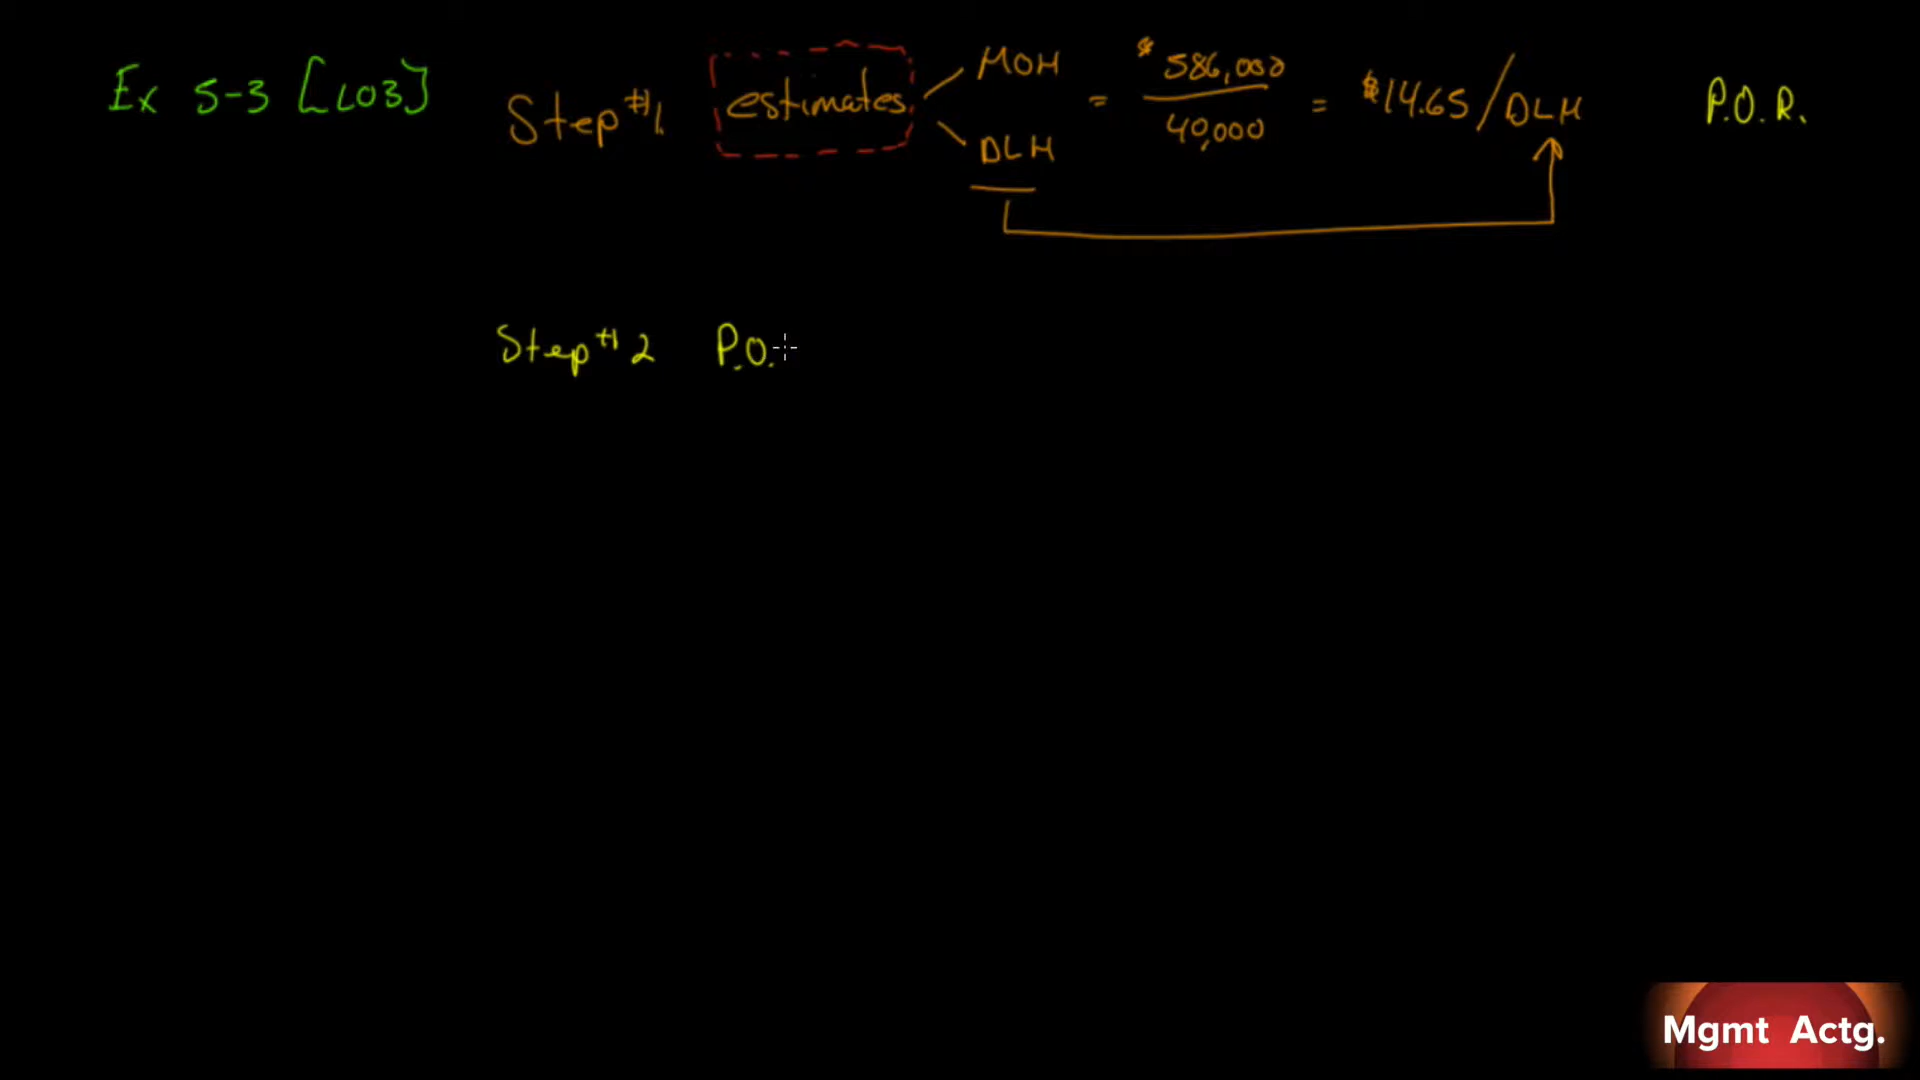 Ex 5-3 [LO3] Step #1. estimates MOH = $586,000 = $14.65/DLH P.O.R.
DLH 40,000
Step #2 P.O.
Mgmt Actg.